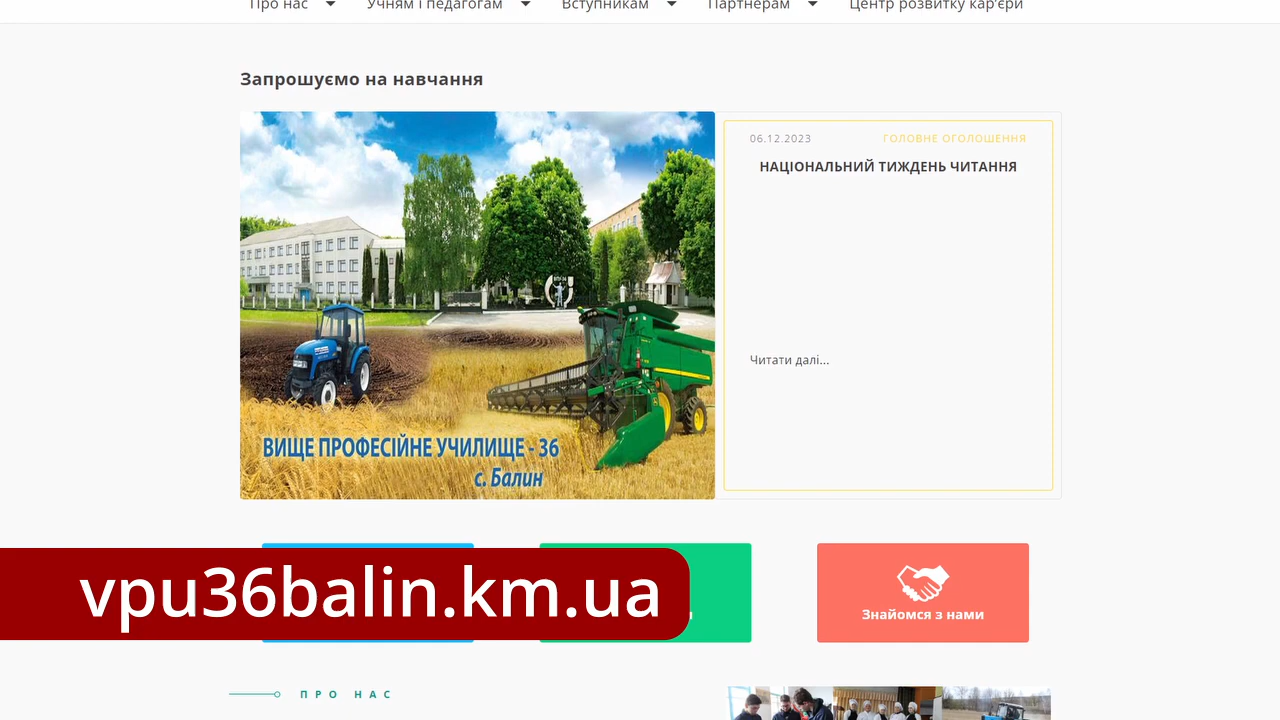 Про нас
Учням і педагогам
Вступникам
Партнерам
Центр розвитку кар'єри
Запрошуємо на навчання
06.12.2023
ГОЛОВНЕ ОГОЛОШЕННЯ
НАЦІОНАЛЬНИЙ ТИЖДЕНЬ ЧИТАННЯ
Читати далі...
ВИЩЕ ПРОФЕСІЙНЕ УЧИЛИЩЕ - 36
с. Балин
vpu36balin.km.ua
Знайомся з нами
ПРО НАС